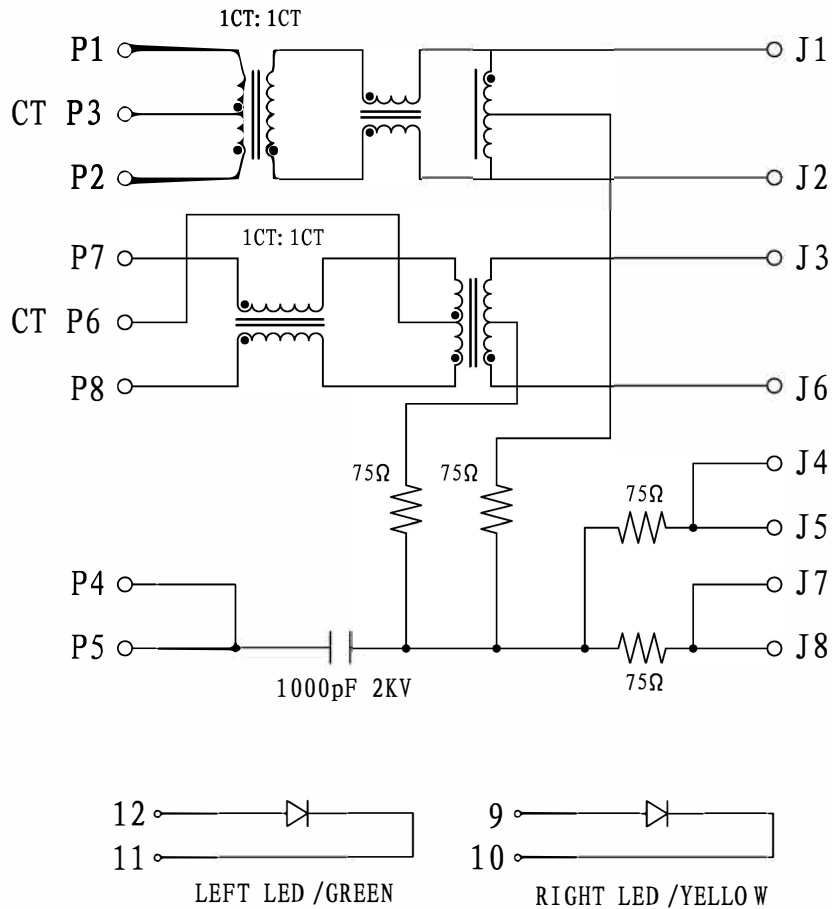 1CT: 1CT
P1
J1
CT P3
P2
J2
1CT: 1CT
P7
J3
CT P6
P8
J6
75Ω
75Ω
J4
75Ω
J5
P4
J7
P5
J8
1000pF 2KV
75Ω
12
9
11
10
LEFT LED /GREEN
RIGHT LED /YELLOW